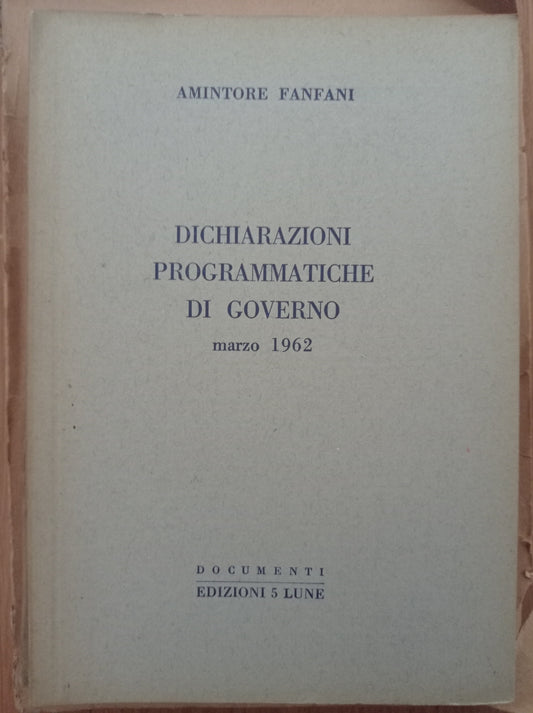 AMINTORE FANFANI
DICHIARAZIONI
PROGRAMMATICHE
DI GOVERNO
marzo 1962
DOCUMENTI
EDIZIONI 5 LUNE